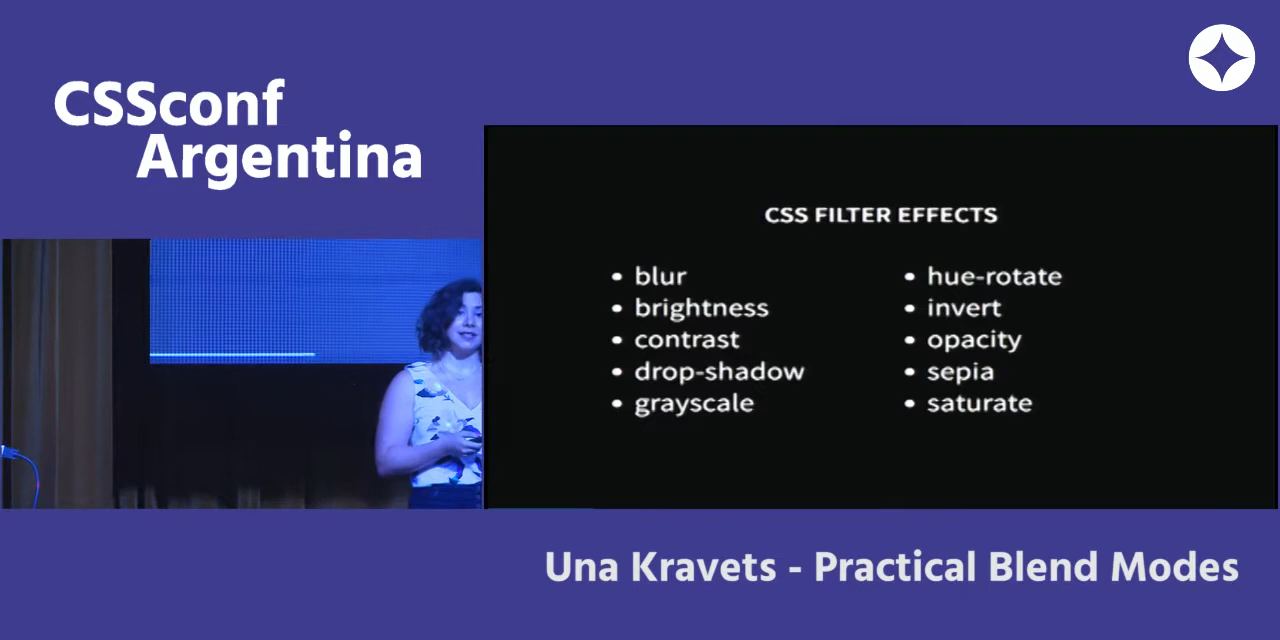 CSSconf
Argentina
CSS FILTER EFFECTS
• blur
• brightness
• contrast
• drop-shadow
• grayscale
• hue-rotate
• invert
• opacity
• sepia
• saturate
Una Kravets - Practical Blend Modes